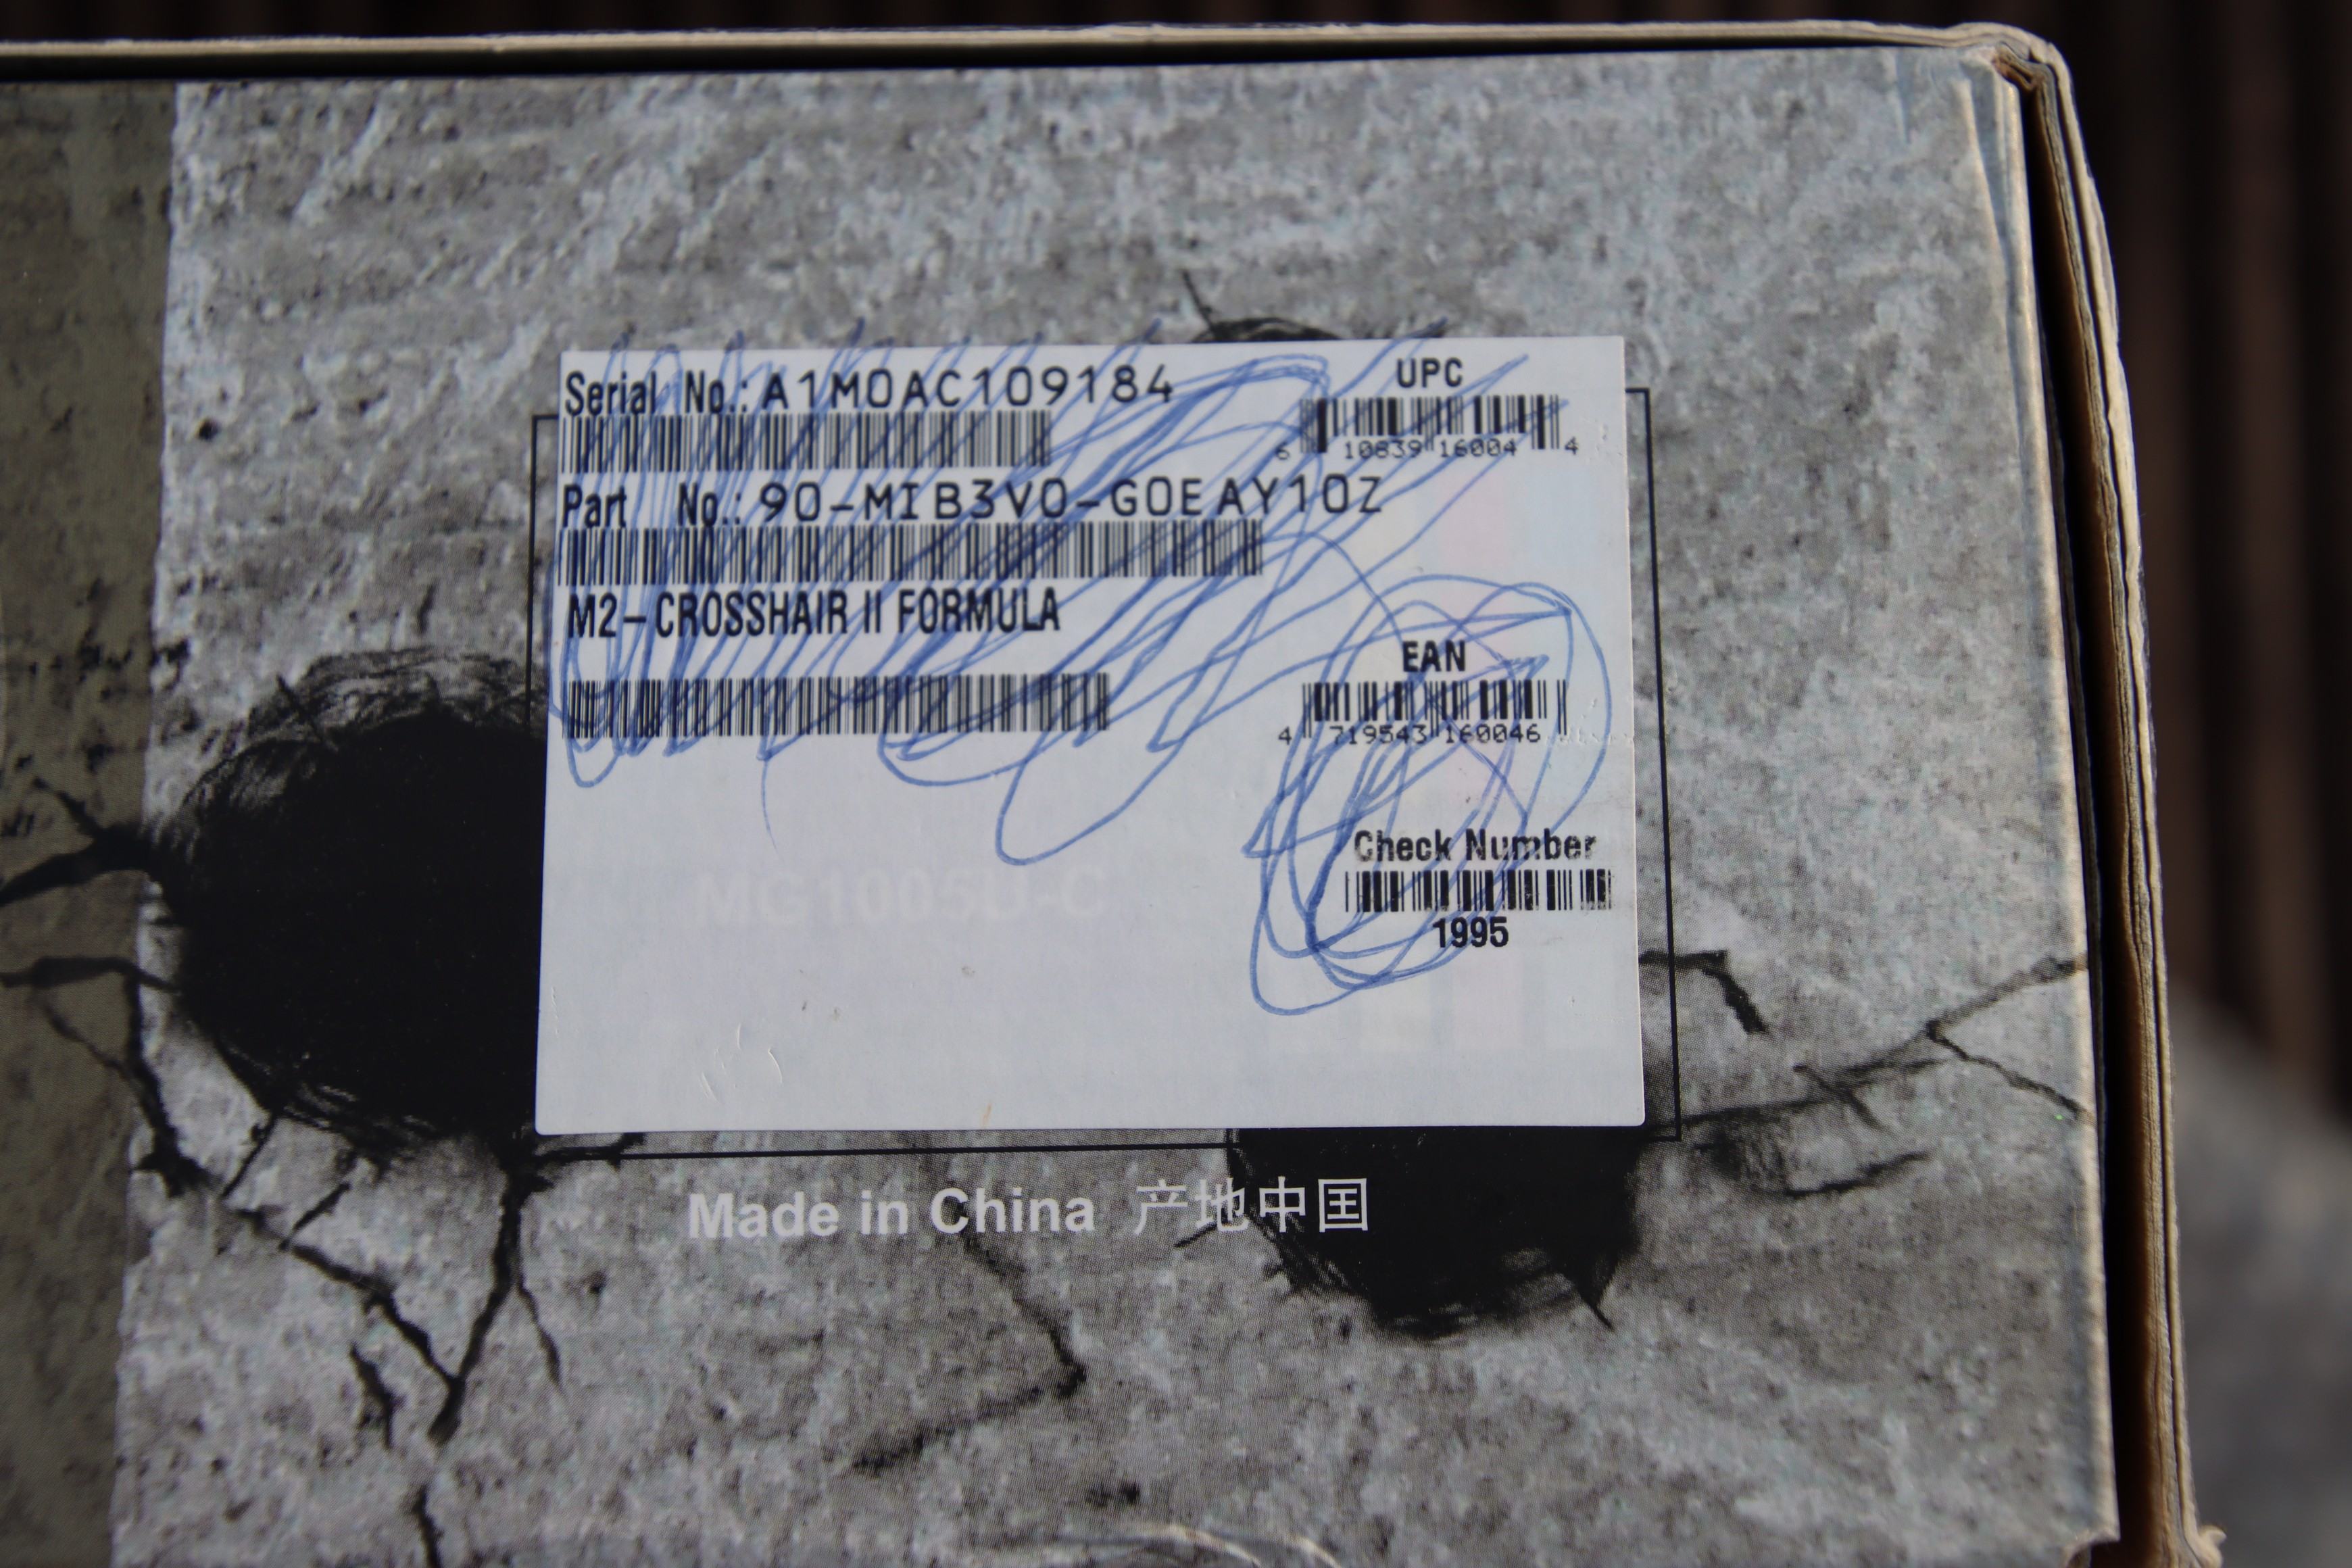 Serial No.: A1M0AC109184
UPC
6 10839 16004 4
Part No.: 90-MIB3V0-G0EAY10Z
M2-CROSSHAIR II FORMULA
EAN
4 719543 160046
Check Number
1995
MC1005U-C
Made in China 产地中国